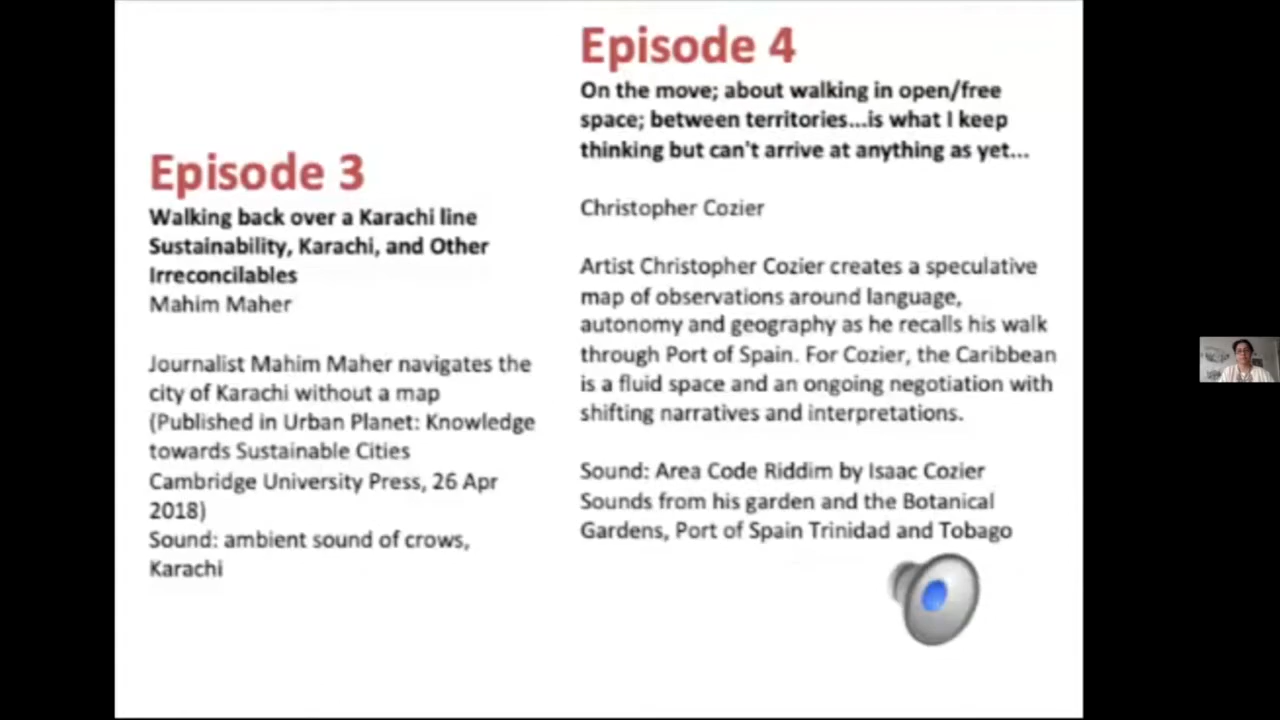 Episode 3
Walking back over a Karachi line
Sustainability, Karachi, and Other
Irreconcilables
Mahim Maher
Journalist Mahim Maher navigates the
city of Karachi without a map
(Published in Urban Planet: Knowledge
towards Sustainable Cities
Cambridge University Press, 26 Apr
2018)
Sound: ambient sound of crows,
Karachi
Episode 4
On the move; about walking in open/free
space; between territories...is what I keep
thinking but can't arrive at anything as yet...
Christopher Cozier
Artist Christopher Cozier creates a speculative
map of observations around language,
autonomy and geography as he recalls his walk
through Port of Spain. For Cozier, the Caribbean
is a fluid space and an ongoing negotiation with
shifting narratives and interpretations.
Sound: Area Code Riddim by Isaac Cozier
Sounds from his garden and the Botanical
Gardens, Port of Spain Trinidad and Tobago